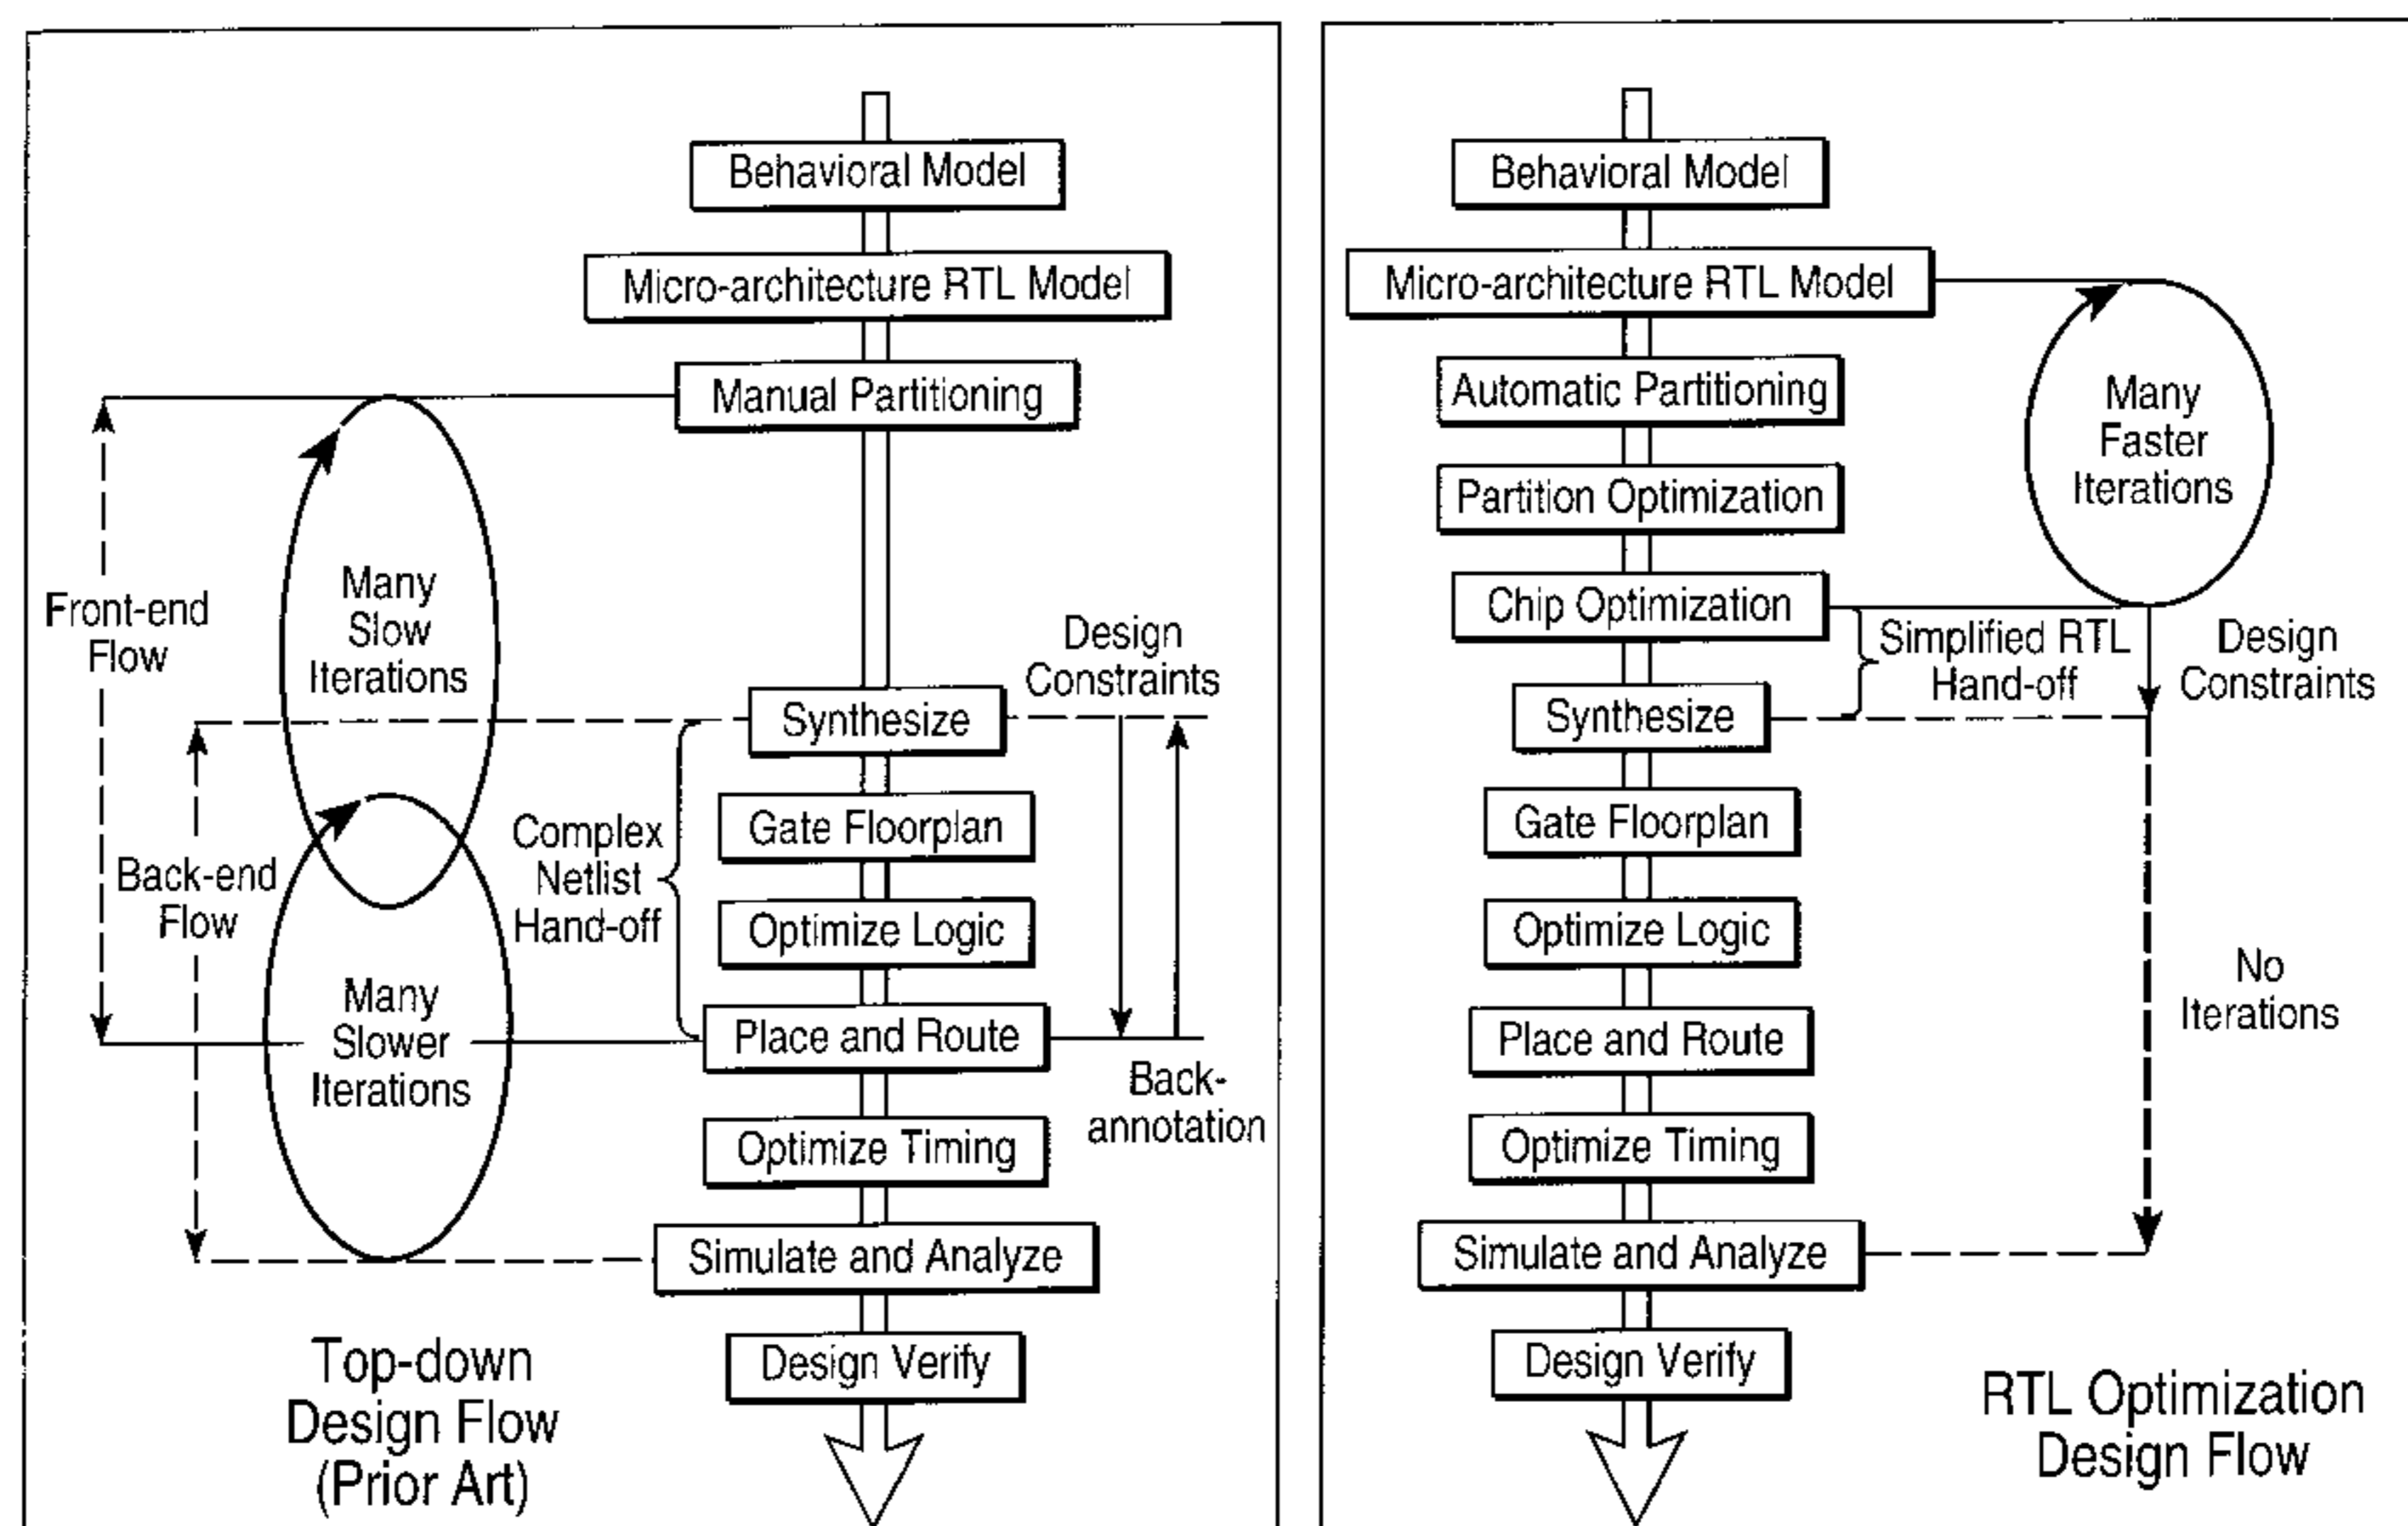 Behavioral Model
Micro-architecture RTL Model
Manual Partitioning
Front-end
Flow
Many
Slow
Iterations
Design
Constraints
Synthesize
Back-end
Flow
Complex
Netlist
Hand-off
Gate Floorplan
Optimize Logic
Many
Slower
Iterations
Place and Route
Back-
annotation
Optimize Timing
Simulate and Analyze
Design Verify
Top-down
Design Flow
(Prior Art)
Behavioral Model
Micro-architecture RTL Model
Automatic Partitioning
Many
Faster
Iterations
Partition Optimization
Chip Optimization
Simplified RTL
Hand-off
Design
Constraints
Synthesize
Gate Floorplan
Optimize Logic
No
Iterations
Place and Route
Optimize Timing
Simulate and Analyze
Design Verify
RTL Optimization
Design Flow